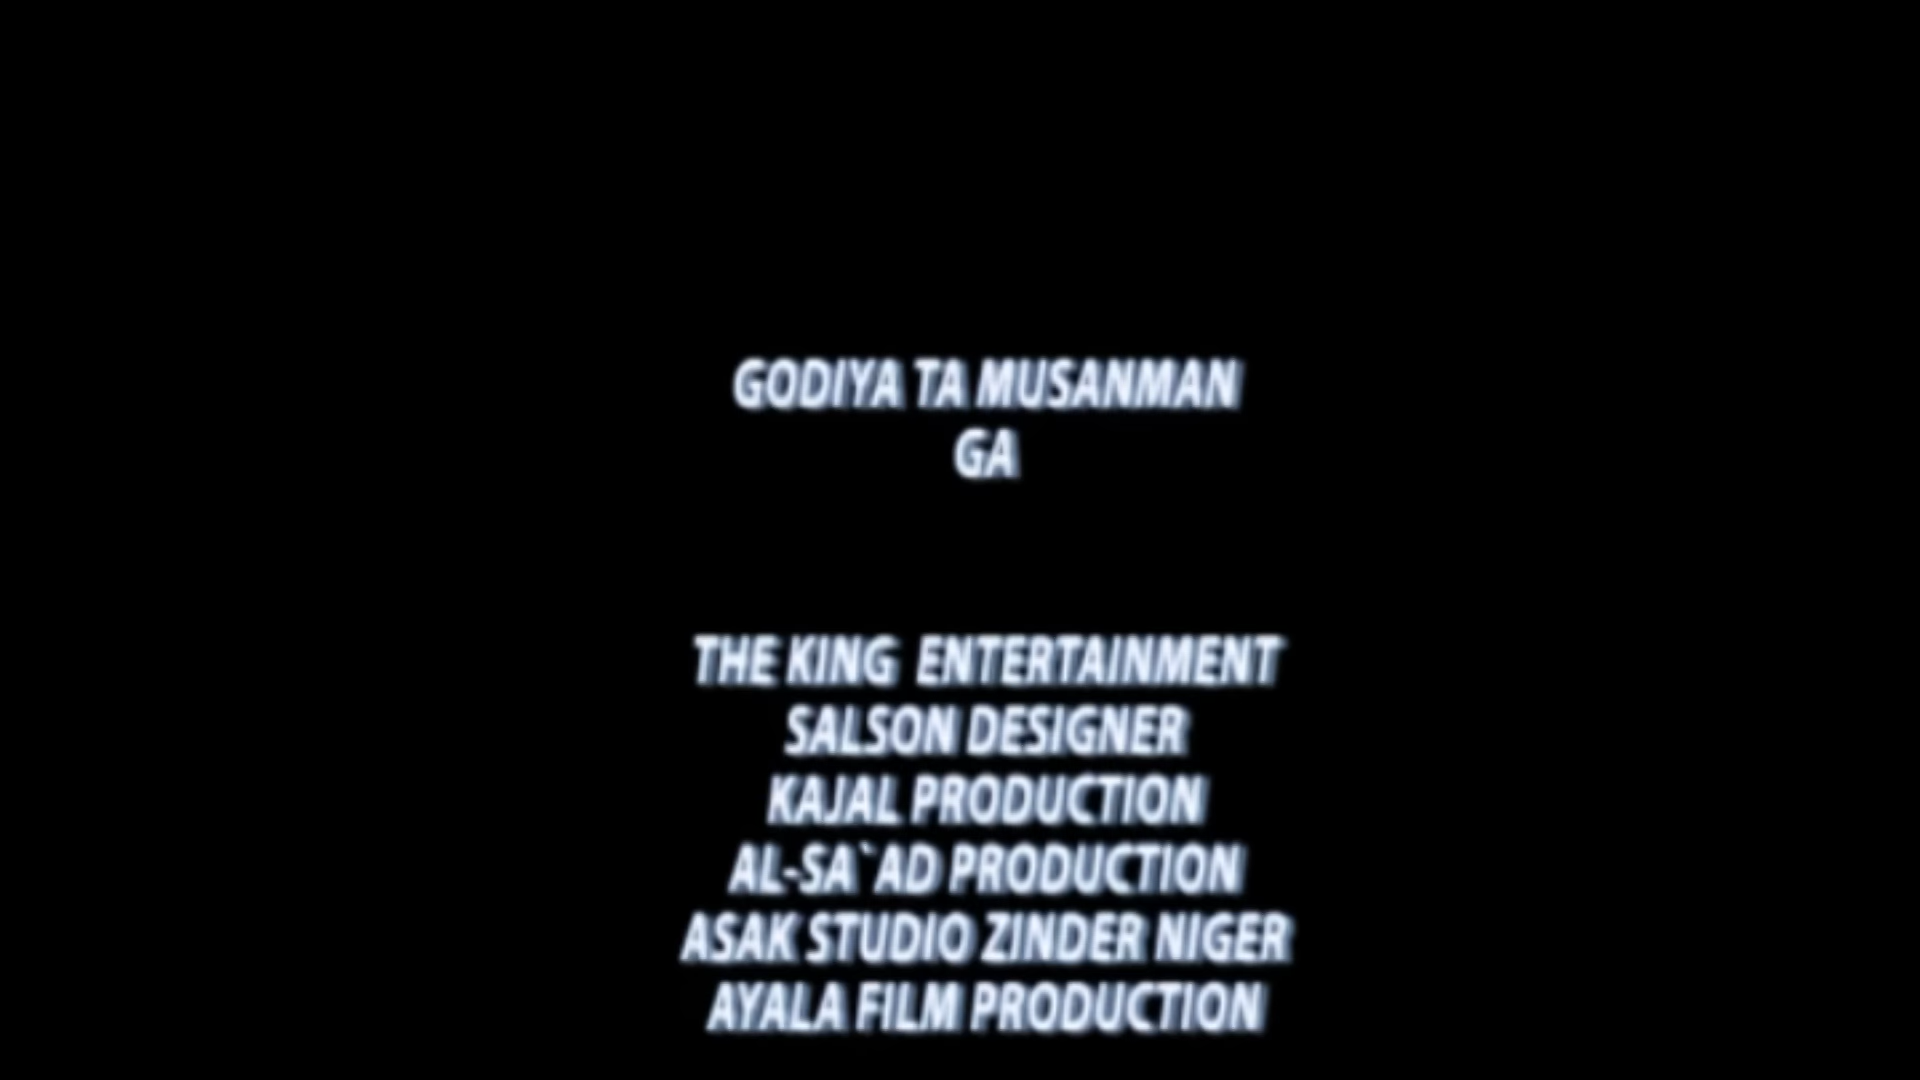 GODIYA TA MUSANMAN
GA
THE KING ENTERTAINMENT
SALSON DESIGNER
KAJAL PRODUCTION
AL-SA`AD PRODUCTION
ASAK STUDIO ZINDER NIGER
AYALA FILM PRODUCTION